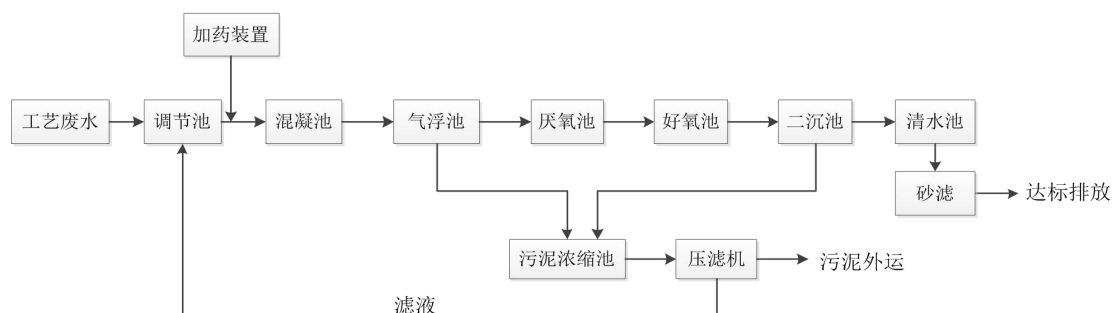 加药装置
工艺废水
调节池
混凝池
气浮池
厌氧池
好氧池
二沉池
清水池
砂滤
达标排放
污泥浓缩池
压滤机
污泥外运
滤液